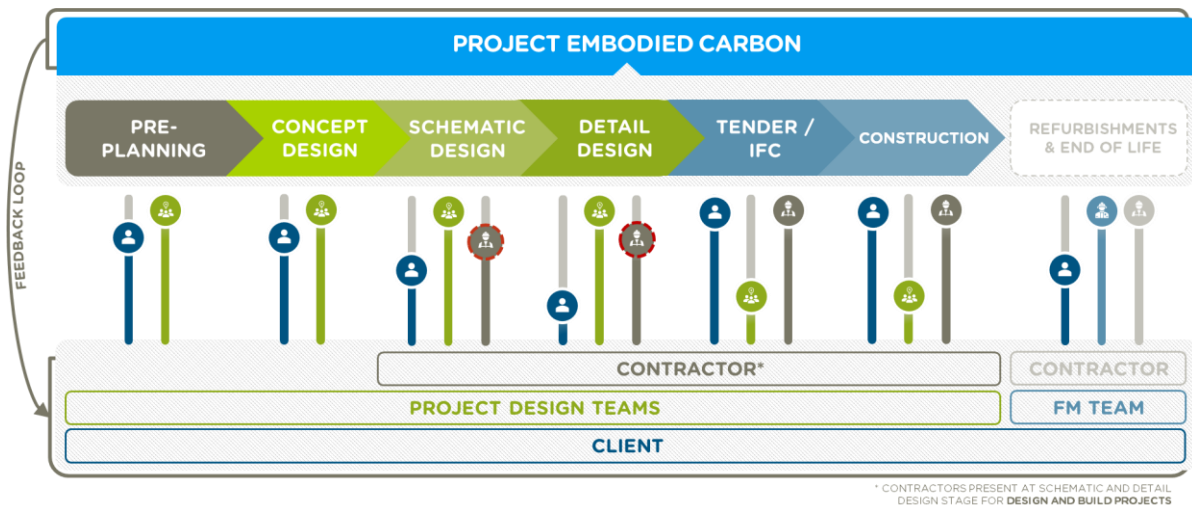 PROJECT EMBODIED CARBON
PRE-
PLANNING
CONCEPT
DESIGN
SCHEMATIC
DESIGN
DETAIL
DESIGN
TENDER /
IFC
CONSTRUCTION
REFURBISHMENTS
& END OF LIFE
FEEDBACK LOOP
CONTRACTOR*
CONTRACTOR
PROJECT DESIGN TEAMS
FM TEAM
CLIENT
* CONTRACTORS PRESENT AT SCHEMATIC AND DETAIL
DESIGN STAGE FOR DESIGN AND BUILD PROJECTS